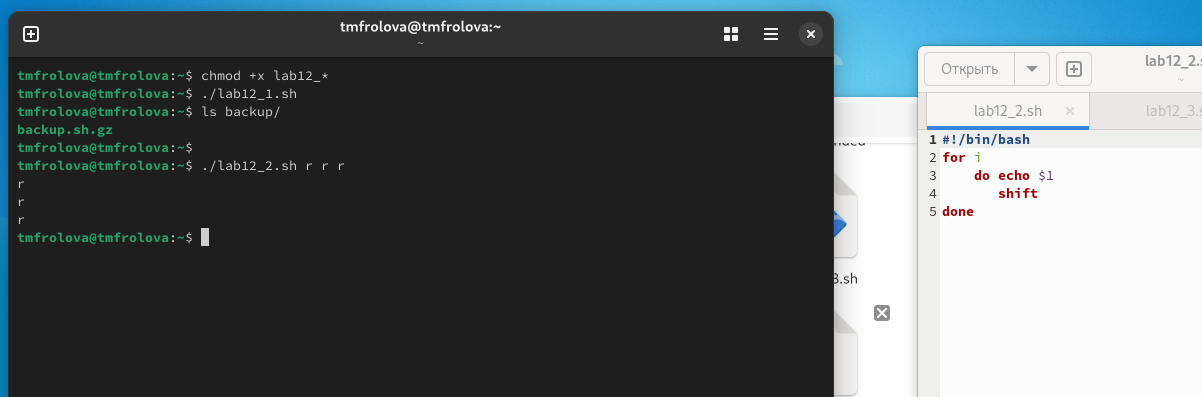 tmfrolova@tmfrolova:~
~
tmfrolova@tmfrolova:~$ chmod +x lab12_*
tmfrolova@tmfrolova:~$ ./lab12_1.sh
tmfrolova@tmfrolova:~$ ls backup/
backup.sh.gz
tmfrolova@tmfrolova:~$
tmfrolova@tmfrolova:~$ ./lab12_2.sh r r r
r
r
r
tmfrolova@tmfrolova:~$
3.sh
Открыть
lab12_2.s
~
lab12_2.sh
lab12_3.s
1 #!/bin/bash
2 for i
3     do echo $1
4        shift
5 done